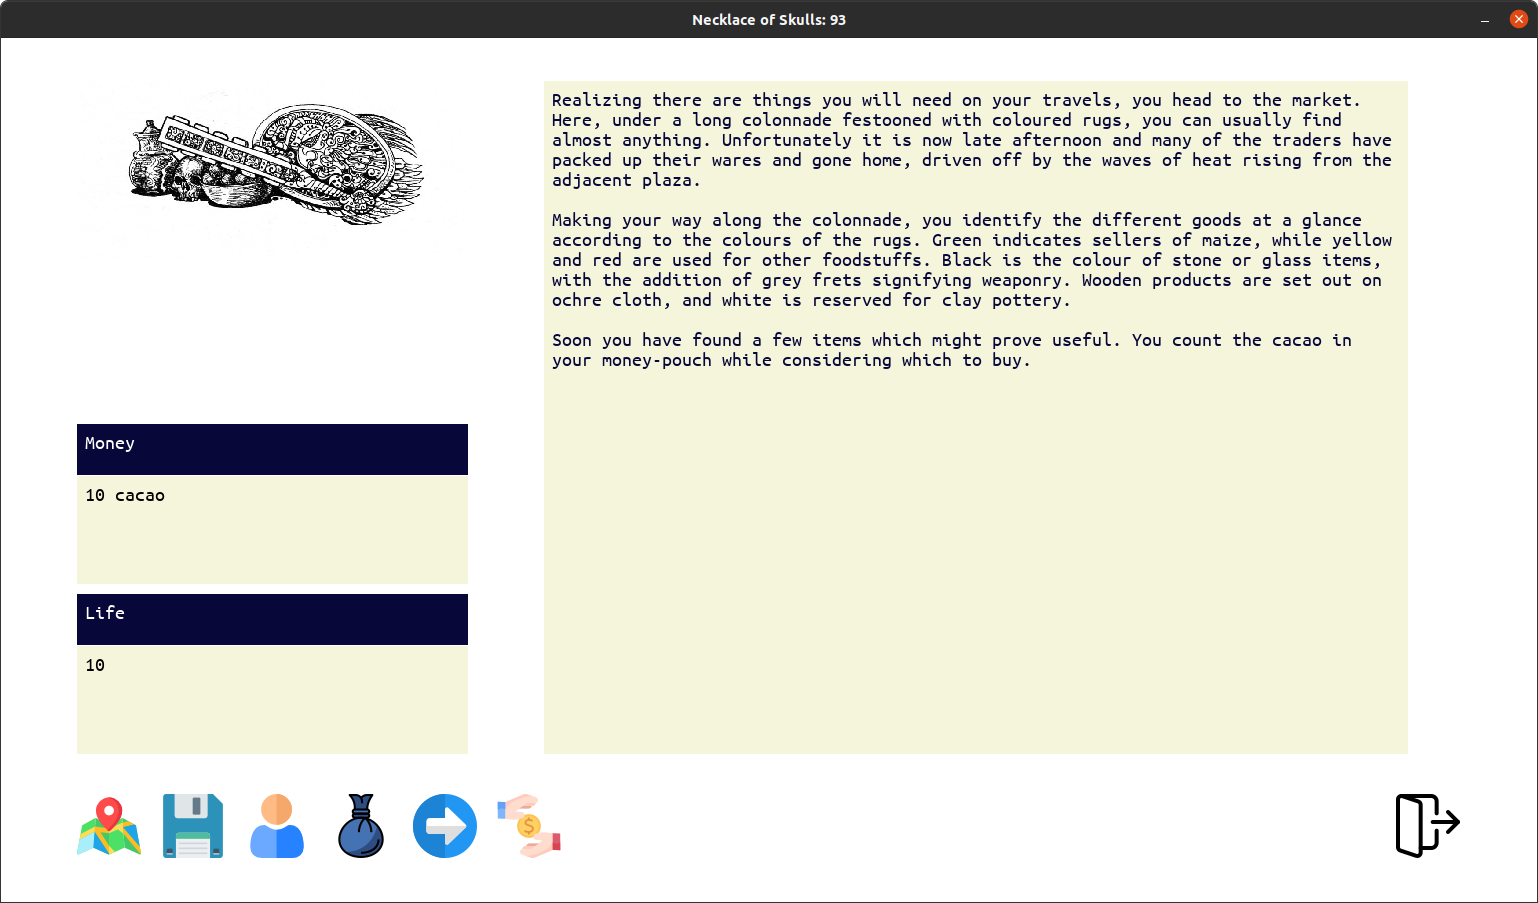 Necklace of Skulls: 93
Realizing there are things you will need on your travels, you head to the market.
Here, under a long colonnade festooned with coloured rugs, you can usually find
almost anything. Unfortunately it is now late afternoon and many of the traders have
packed up their wares and gone home, driven off by the waves of heat rising from the
adjacent plaza.
Making your way along the colonnade, you identify the different goods at a glance
according to the colours of the rugs. Green indicates sellers of maize, while yellow
and red are used for other foodstuffs. Black is the colour of stone or glass items,
with the addition of grey frets signifying weaponry. Wooden products are set out on
ochre cloth, and white is reserved for clay pottery.
Soon you have found a few items which might prove useful. You count the cacao in
your money-pouch while considering which to buy.
Money
10 cacao
Life
10
$